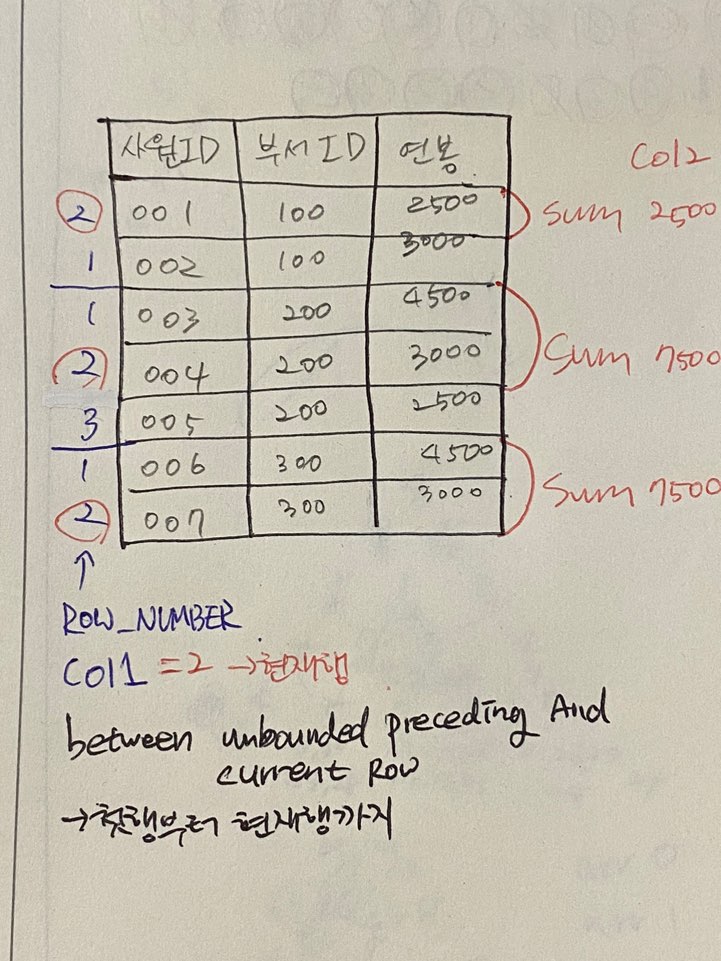 사원ID 부서ID 연봉 Col2
2 001 100 2500 Sum 2500
1 002 100 3000
1 003 200 4500
2 004 200 3000 Sum 7500
3 005 200 2500
1 006 300 4500
2 007 300 3000 Sum 7500
↑
ROW_NUMBER
Col1 =2 →현재행
between unbounded preceding And
current Row
→첫행부터 현재행까지